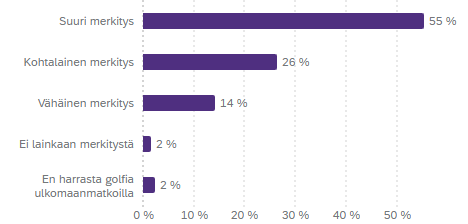 Suuri merkitys 55 %
Kohtalainen merkitys 26 %
Vähäinen merkitys 14 %
Ei lainkaan merkitystä 2 %
En harrasta golfia
ulkomaanmatkoilla 2 %
0 % 10 % 20 % 30 % 40 % 50 %